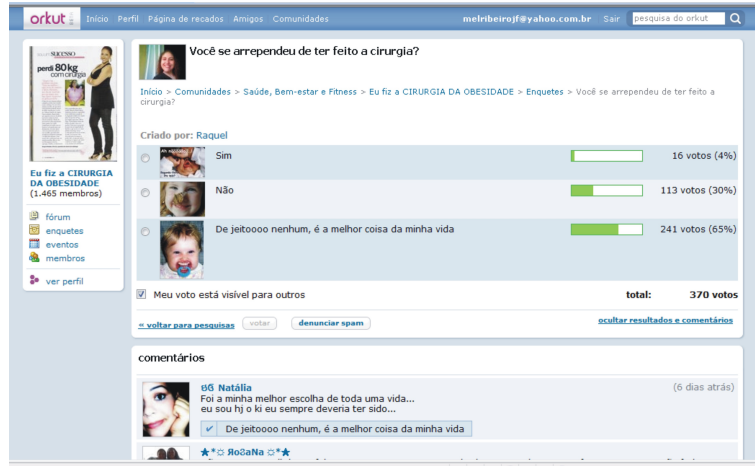 orkut Início Perfil Página de recados Amigos Comunidades melribeirojf@yahoo.com.br Sair pesquisa do orkut
SUCESSO
perdi 80kg
com cirurgia
Eu fiz a CIRURGIA
DA OBESIDADE
(1.465 membros)
fórum
enquetes
eventos
membros
ver perfil
Você se arrependeu de ter feito a cirurgia?
Início > Comunidades > Saúde, Bem-estar e Fitness > Eu fiz a CIRURGIA DA OBESIDADE > Enquetes > Você se arrependeu de ter feito a
cirurgia?
Criado por: Raquel
Sim 16 votos (4%)
Não 113 votos (30%)
De jeitoooo nenhum, é a melhor coisa da minha vida 241 votos (65%)
Meu voto está visível para outros total: 370 votos
« voltar para pesquisas votar denunciar spam ocultar resultados e comentários
comentários
Natália (6 dias atrás)
Foi a minha melhor escolha de toda uma vida...
eu sou hj o ki eu sempre deveria ter sido...
✓ De jeitoooo nenhum, é a melhor coisa da minha vida
★*☼ ЯoSaNa ☼*★